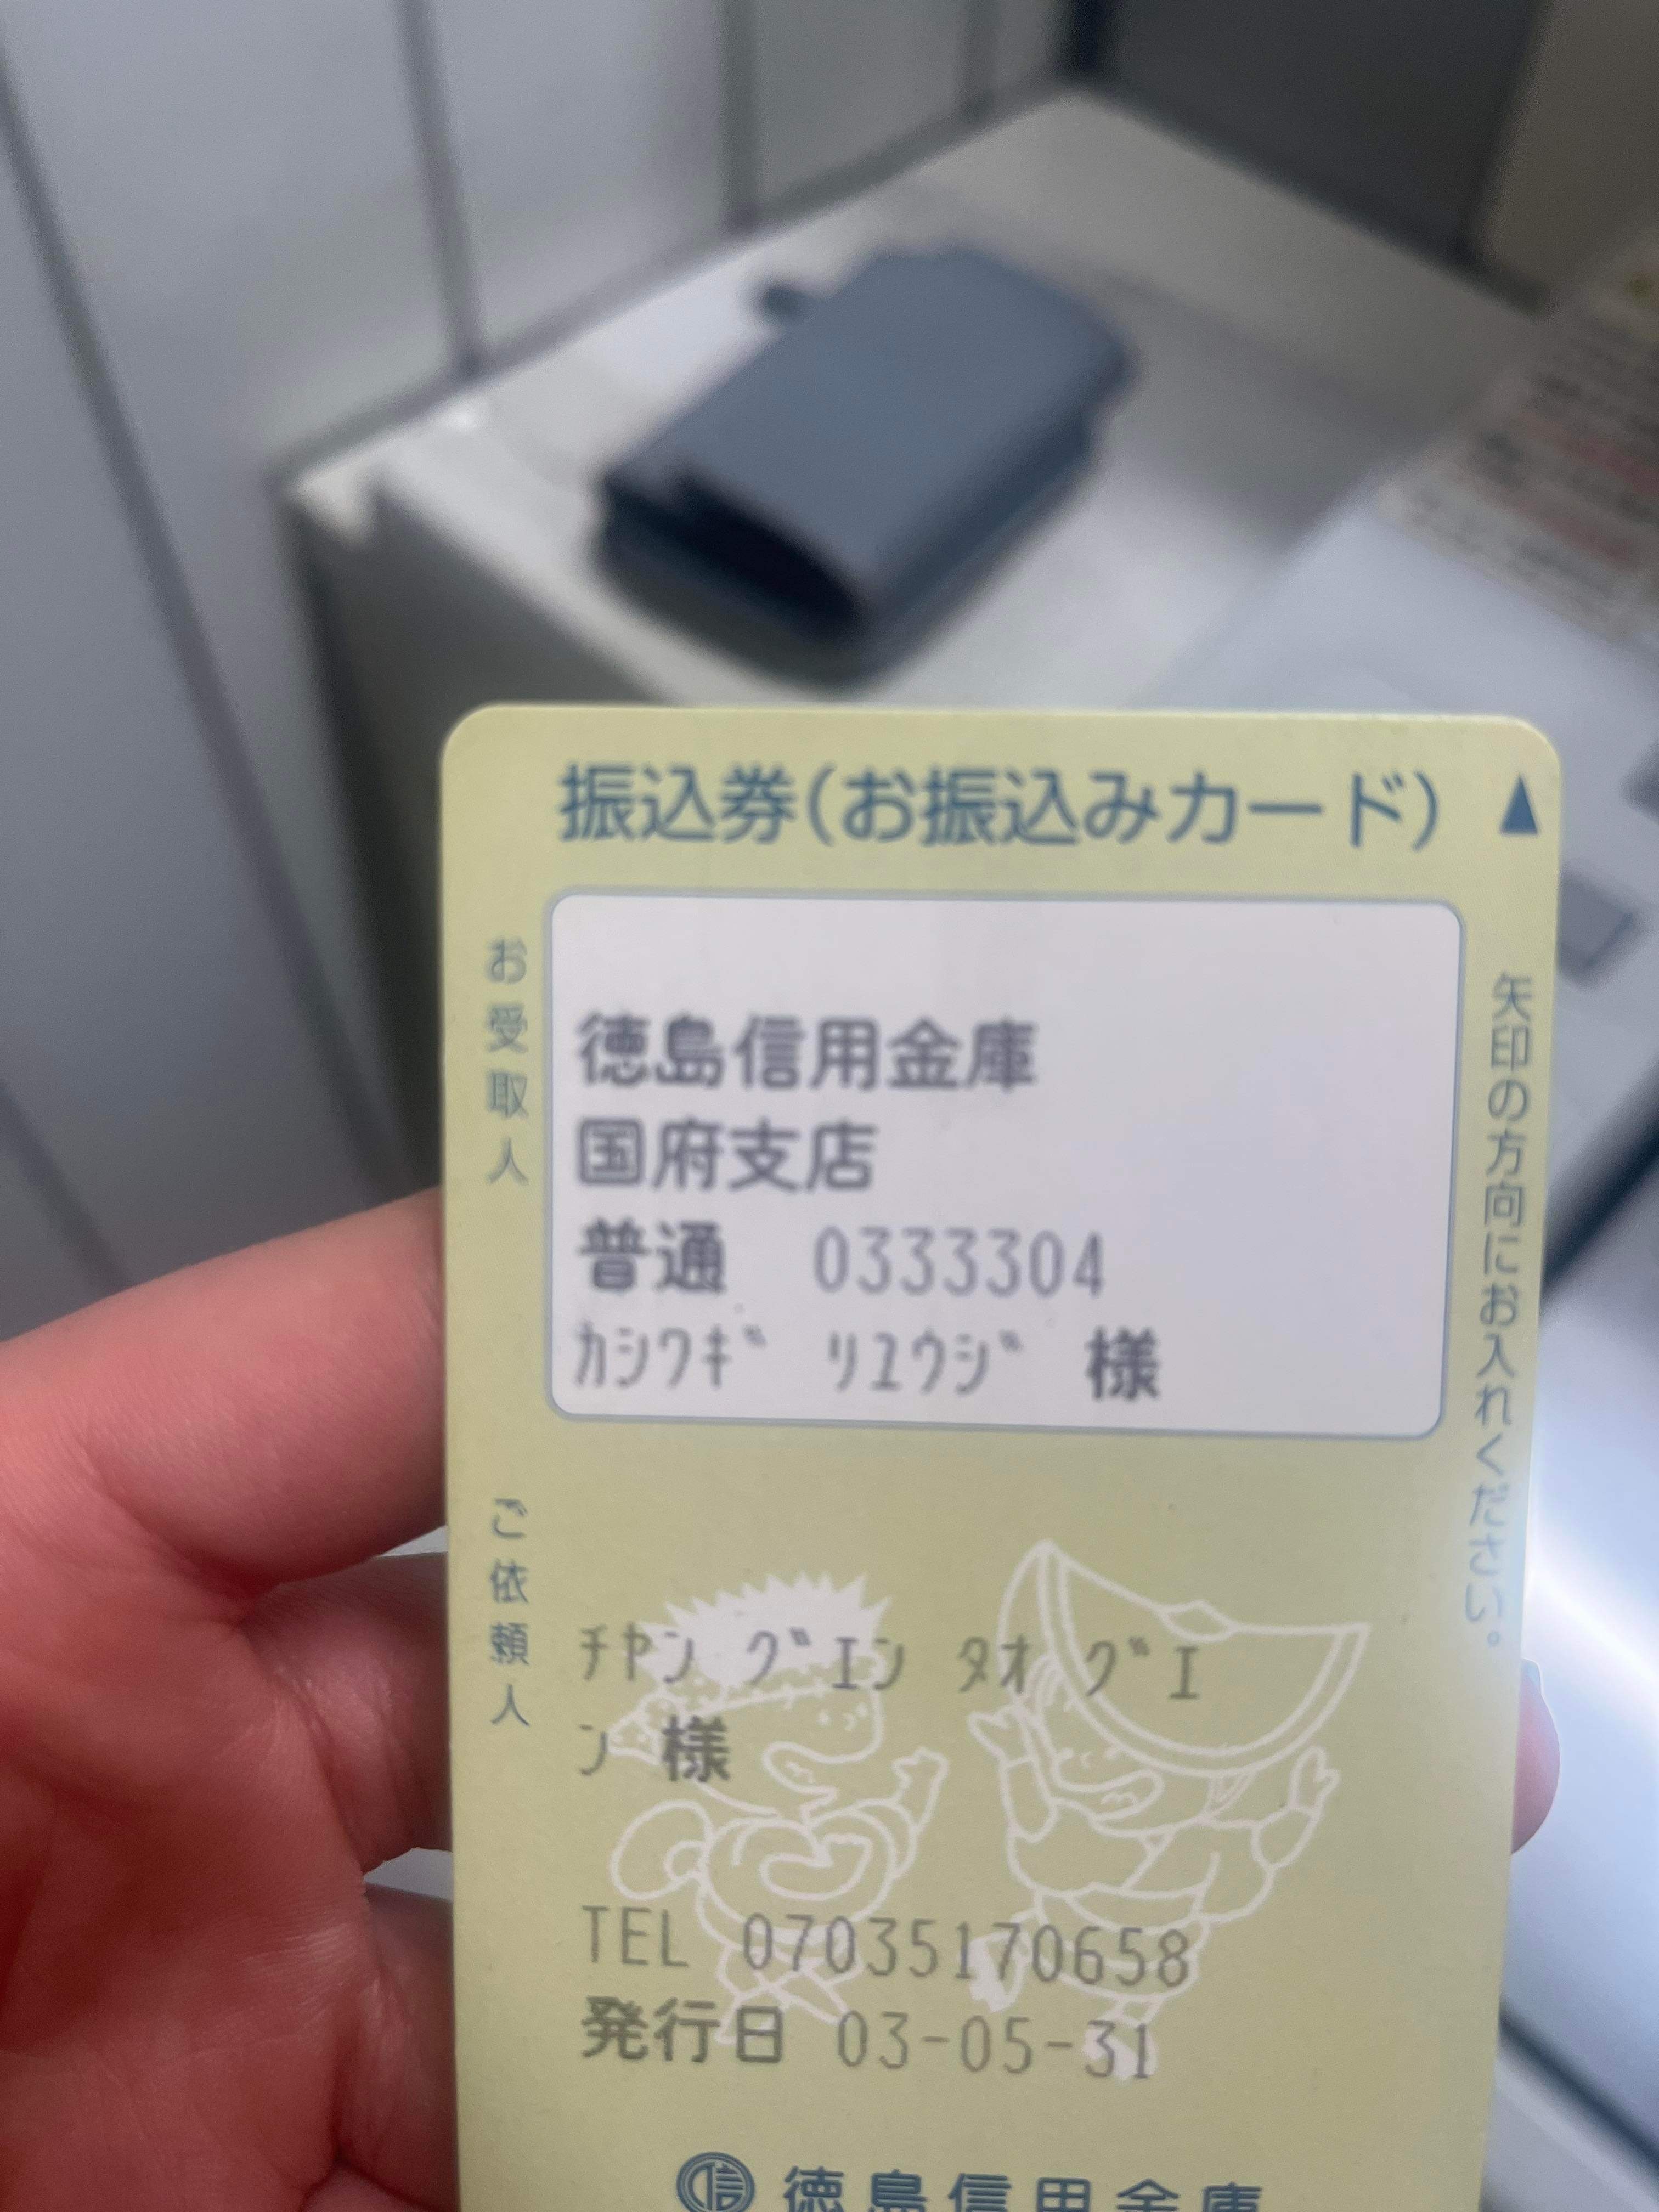 振込券(お振込みカード) ▲
お受取人
徳島信用金庫
国府支店
普通 0333304
ｶｼﾜｷﾞ ﾘﾕｳｼﾞ 様
矢印の方向にお入れください。
ご依頼人
ﾁﾔﾝ ｸﾞｴﾝ ﾀｵ ｸﾞｴ
ﾝ 様
TEL 07035170658
発行日 03-05-31
信 徳島信用金庫